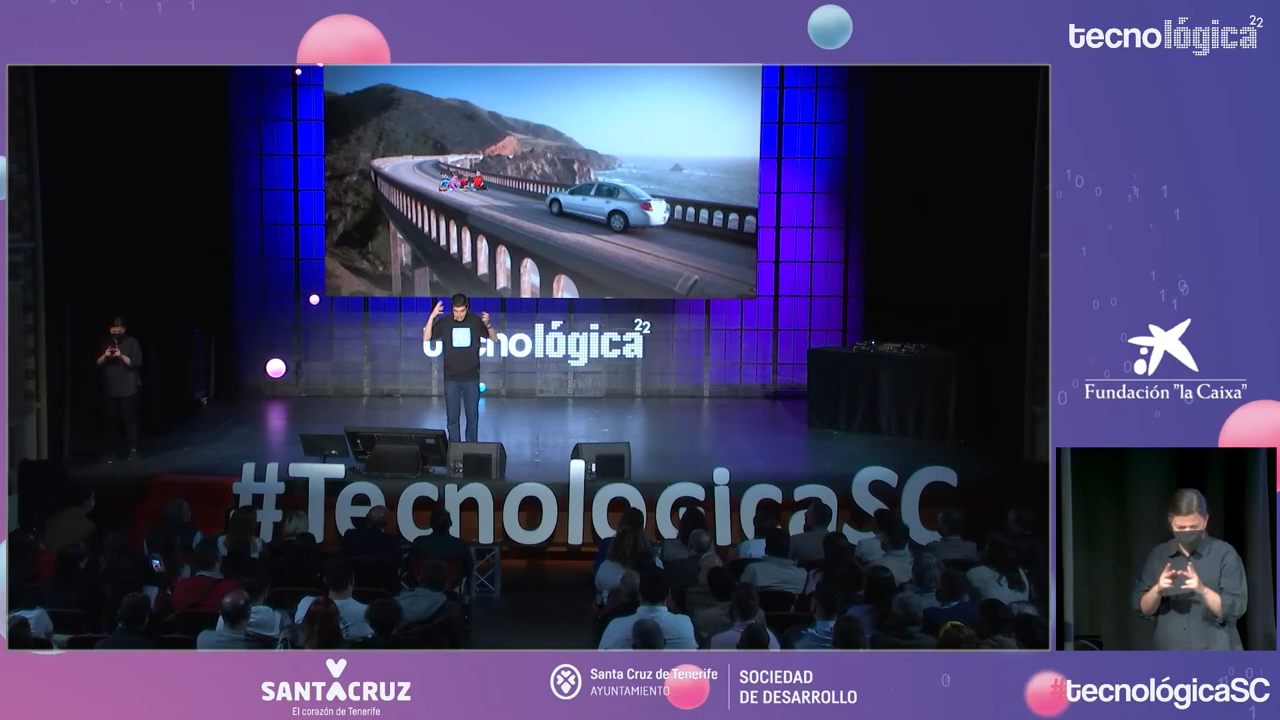 tecnológica22
tecnológica22
#TecnologicaSC
Fundación "la Caixa"
SANTACRUZ
El corazón de Tenerife
Santa Cruz de Tenerife
AYUNTAMIENTO
SOCIEDAD
DE DESARROLLO
#tecnológicaSC